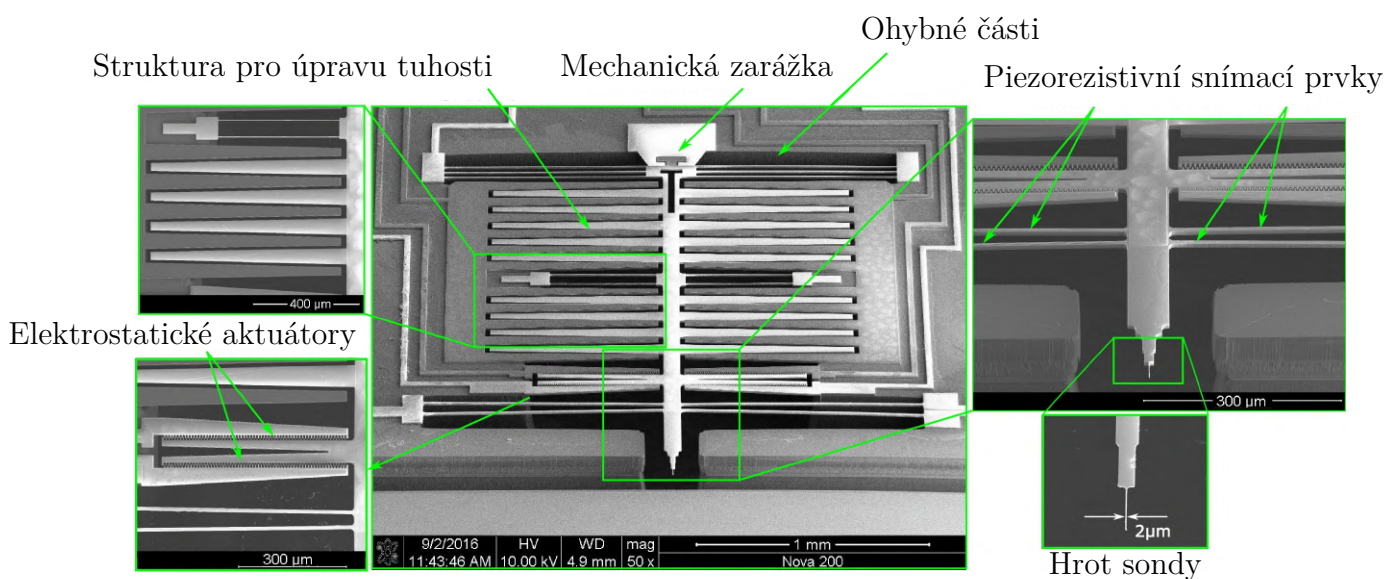 Ohybné části
Struktura pro úpravu tuhosti
Mechanická zarážka
Piezorezistivní snímací prvky
400 µm
Elektrostatické aktuátory
300 µm
300 µm
2µm
9/2/2016 HV WD mag 1 mm
11:43:46 AM 10.00 kV 4.9 mm 50 x Nova 200
Hrot sondy